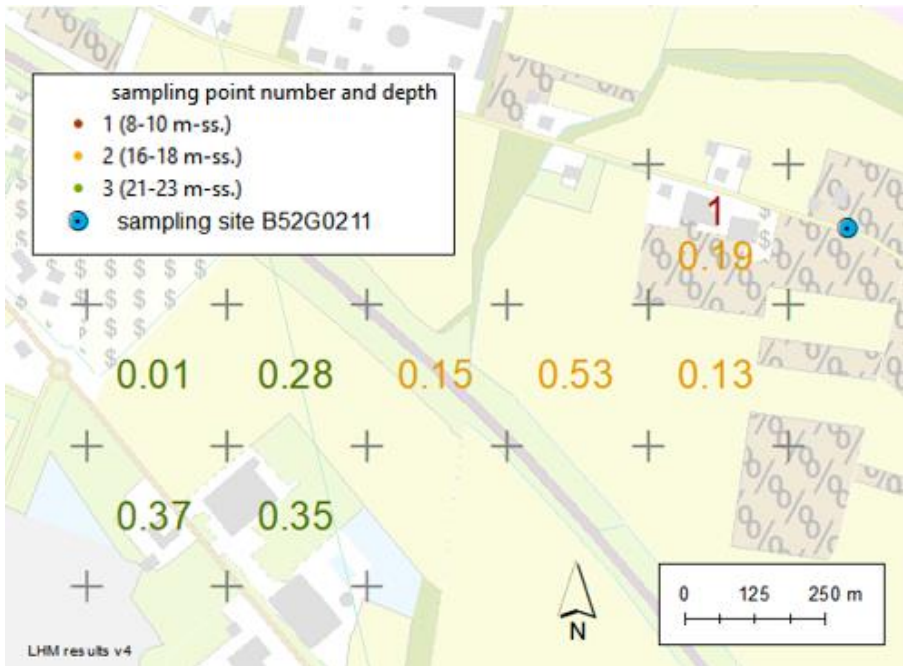 sampling point number and depth
1 (8-10 m-ss.)
2 (16-18 m-ss.)
3 (21-23 m-ss.)
sampling site B52G0211
1
0.19
0.01 0.28 0.15 0.53 0.13
0.37 0.35
N
0 125 250 m
LHM results v4